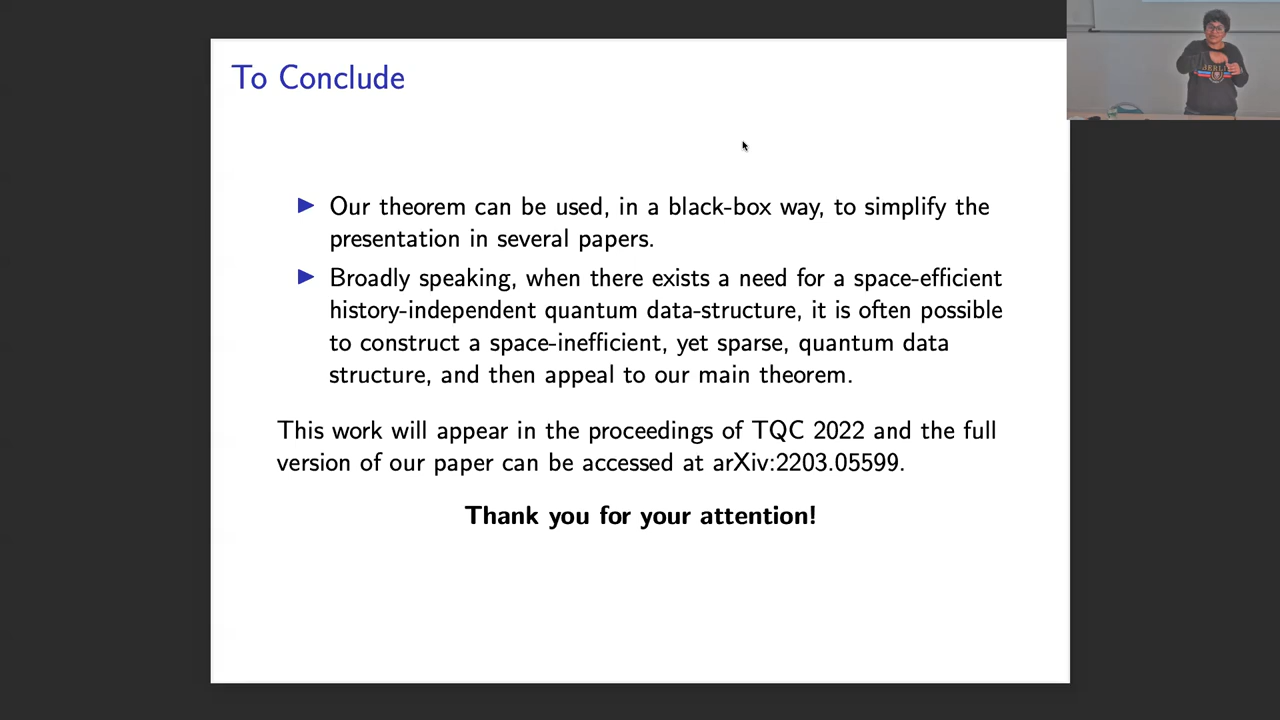 To Conclude
Our theorem can be used, in a black-box way, to simplify the
presentation in several papers.
Broadly speaking, when there exists a need for a space-efficient
history-independent quantum data-structure, it is often possible
to construct a space-inefficient, yet sparse, quantum data
structure, and then appeal to our main theorem.
This work will appear in the proceedings of TQC 2022 and the full
version of our paper can be accessed at arXiv:2203.05599.
Thank you for your attention!